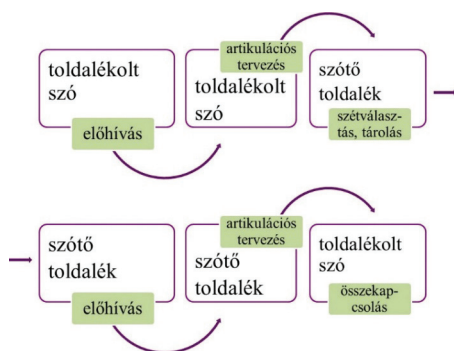 toldalékolt
szó
előhívás
artikulációs
tervezés
toldalékolt
szó
szótő
toldalék
szétválasz-
tás, tárolás
szótő
toldalék
előhívás
artikulációs
tervezés
szótő
toldalék
toldalékolt
szó
összekap-
csolás